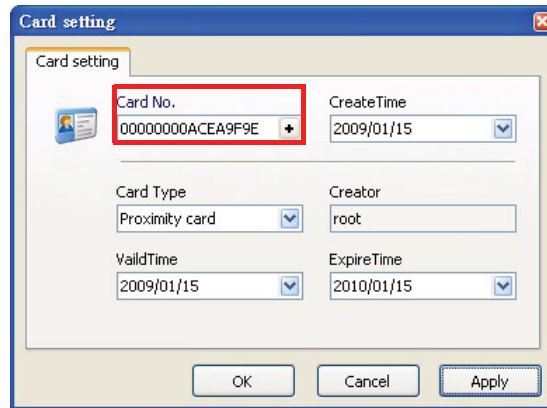 Card setting
Card setting
Card No.
00000000ACEA9F9E +
CreateTime
2009/01/15
Card Type
Proximity card
Creator
root
VaildTime
2009/01/15
ExpireTime
2010/01/15
OK
Cancel
Apply